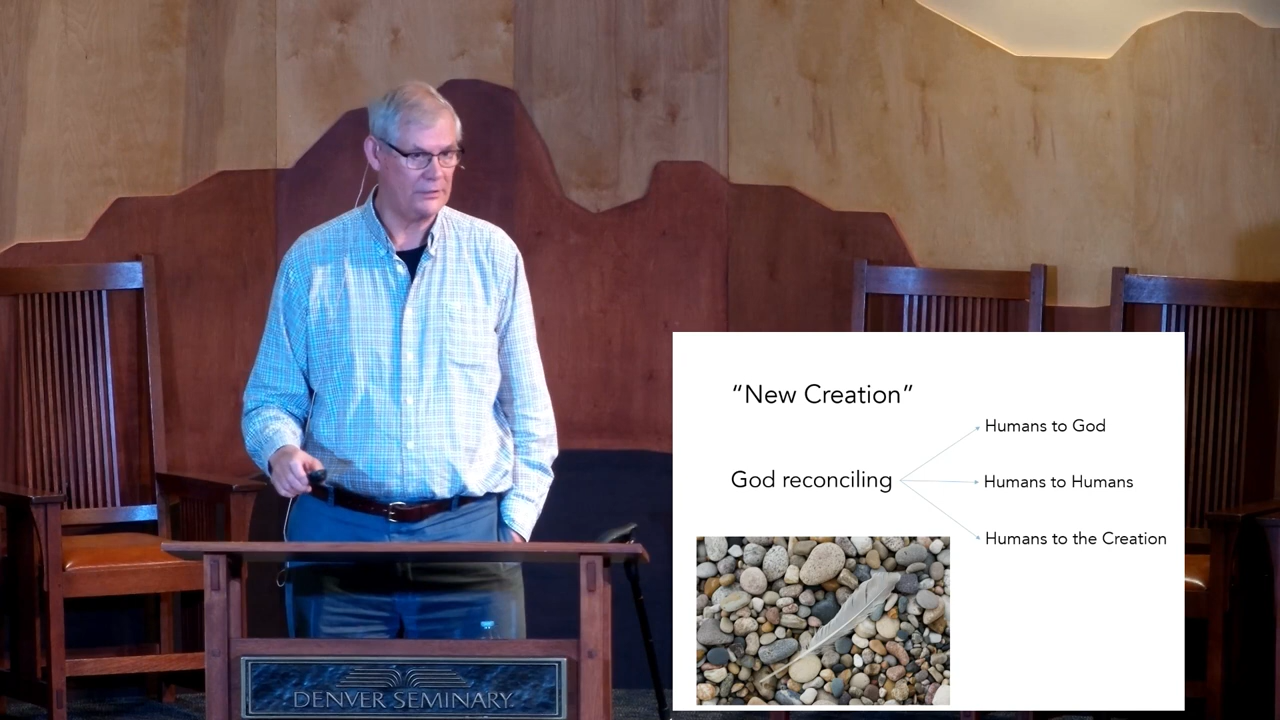 “New Creation”
Humans to God
God reconciling
Humans to Humans
Humans to the Creation
DENVER SEMINARY